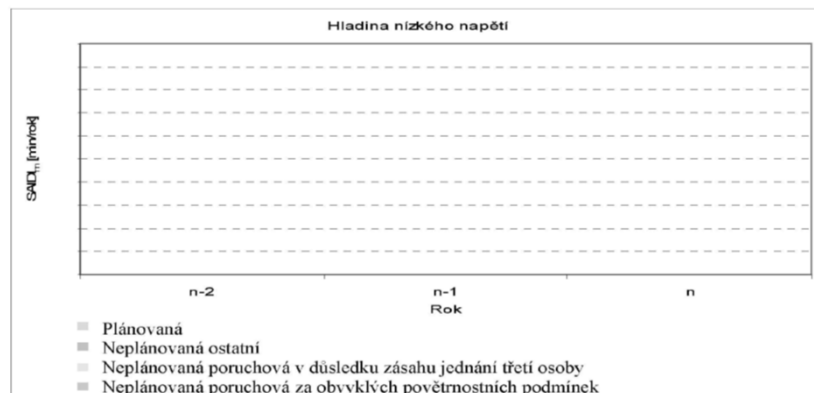 Hladina nízkého napětí
SAIDIm [min/rok]
n-2 n-1 n
Rok
Plánovaná
Neplánovaná ostatní
Neplánovaná poruchová v důsledku zásahu jednání třetí osoby
Neplánovaná poruchová za obvyklých povětrnostních podmínek